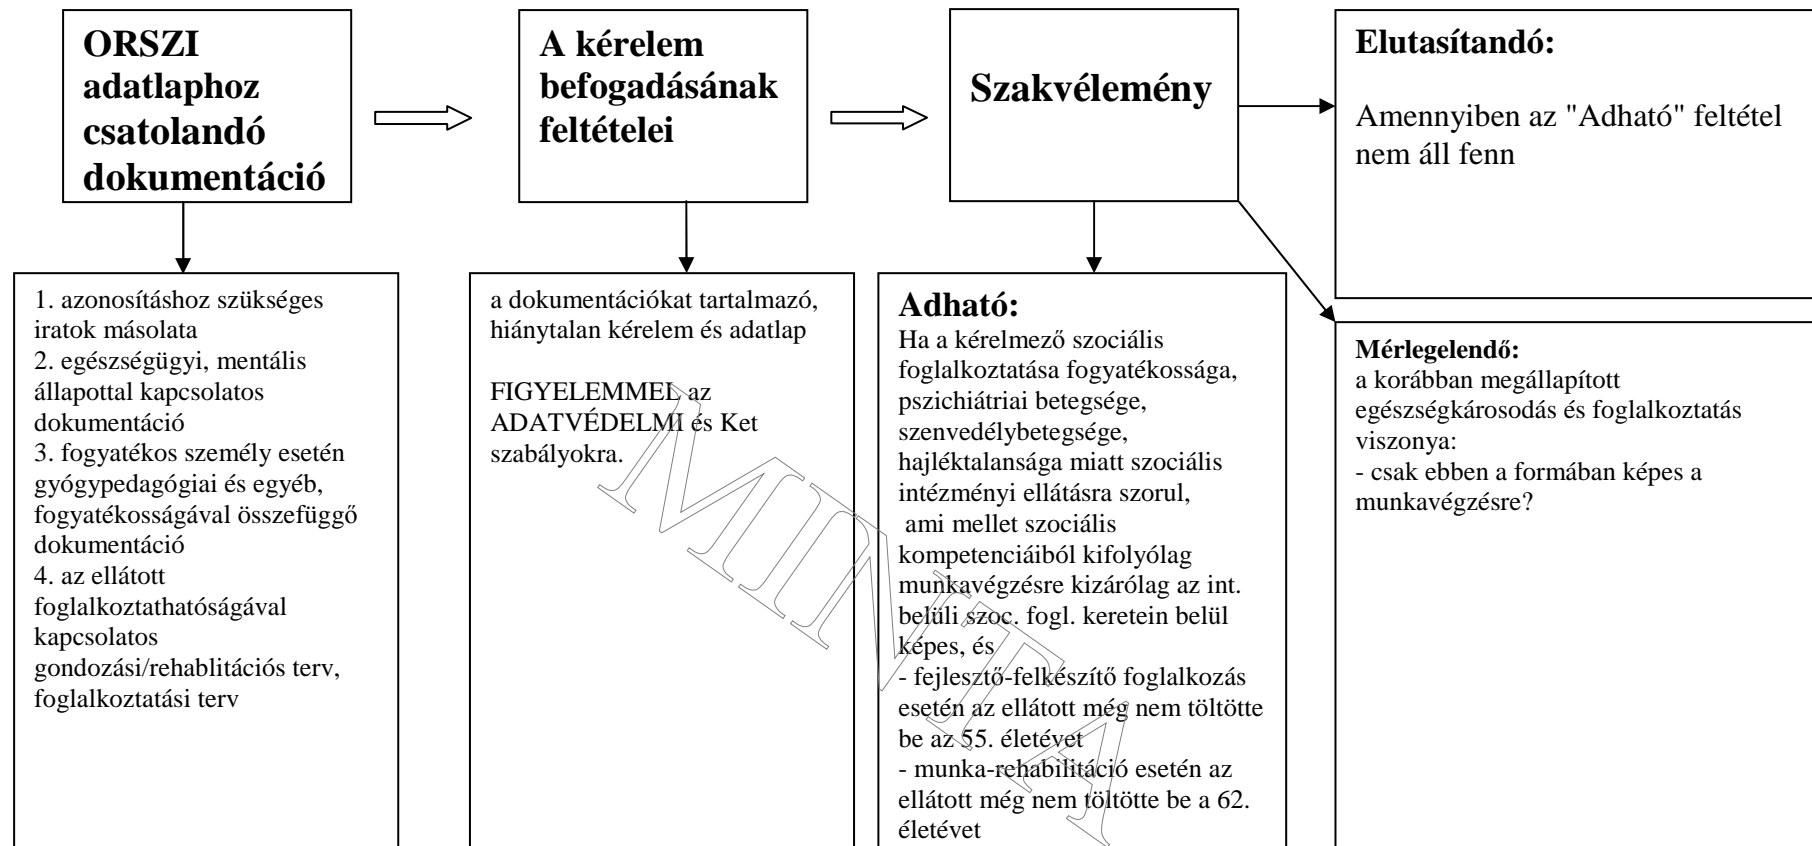 ORSZI
adatlaphoz
csatolandó
dokumentáció
A kérelem
befogadásának
feltételei
Szakvélemény
Elutasítandó:
Amennyiben az "Adható" feltétel
nem áll fenn
1. azonosításhoz szükséges
iratok másolata
2. egészségügyi, mentális
állapottal kapcsolatos
dokumentáció
3. fogyatékos személy esetén
gyógypedagógiai és egyéb,
fogyatékosságával összefüggő
dokumentáció
4. az ellátott
foglalkoztathatóságával
kapcsolatos
gondozási/rehablitációs terv,
foglalkoztatási terv
a dokumentációkat tartalmazó,
hiánytalan kérelem és adatlap
FIGYELEMMEL az
ADATVÉDELMI és Ket
szabályokra.
Adható:
Ha a kérelmező szociális
foglalkoztatása fogyatékossága,
pszichiátriai betegsége,
szenvedélybetegsége,
hajléktalansága miatt szociális
intézményi ellátásra szorul,
ami mellet szociális
kompetenciáiból kifolyólag
munkavégzésre kizárólag az int.
belüli szoc. fogl. keretein belül
képes, és
- fejlesztő-felkészítő foglalkozás
esetén az ellátott még nem töltötte
be az 55. életévet
- munka-rehabilitáció esetén az
ellátott még nem töltötte be a 62.
életévet
Mérlegelendő:
a korábban megállapított
egészségkárosodás és foglalkoztatás
viszonya:
- csak ebben a formában képes a
munkavégzésre?
MINTA